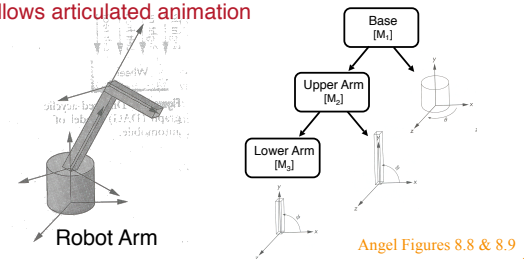 llows articulated animation
Robot Arm
Base
[M₁]
Upper Arm
[M₂]
Lower Arm
[M₃]
y
x
z
θ
y
x
z
φ
y
x
z
φ
Angel Figures 8.8 & 8.9